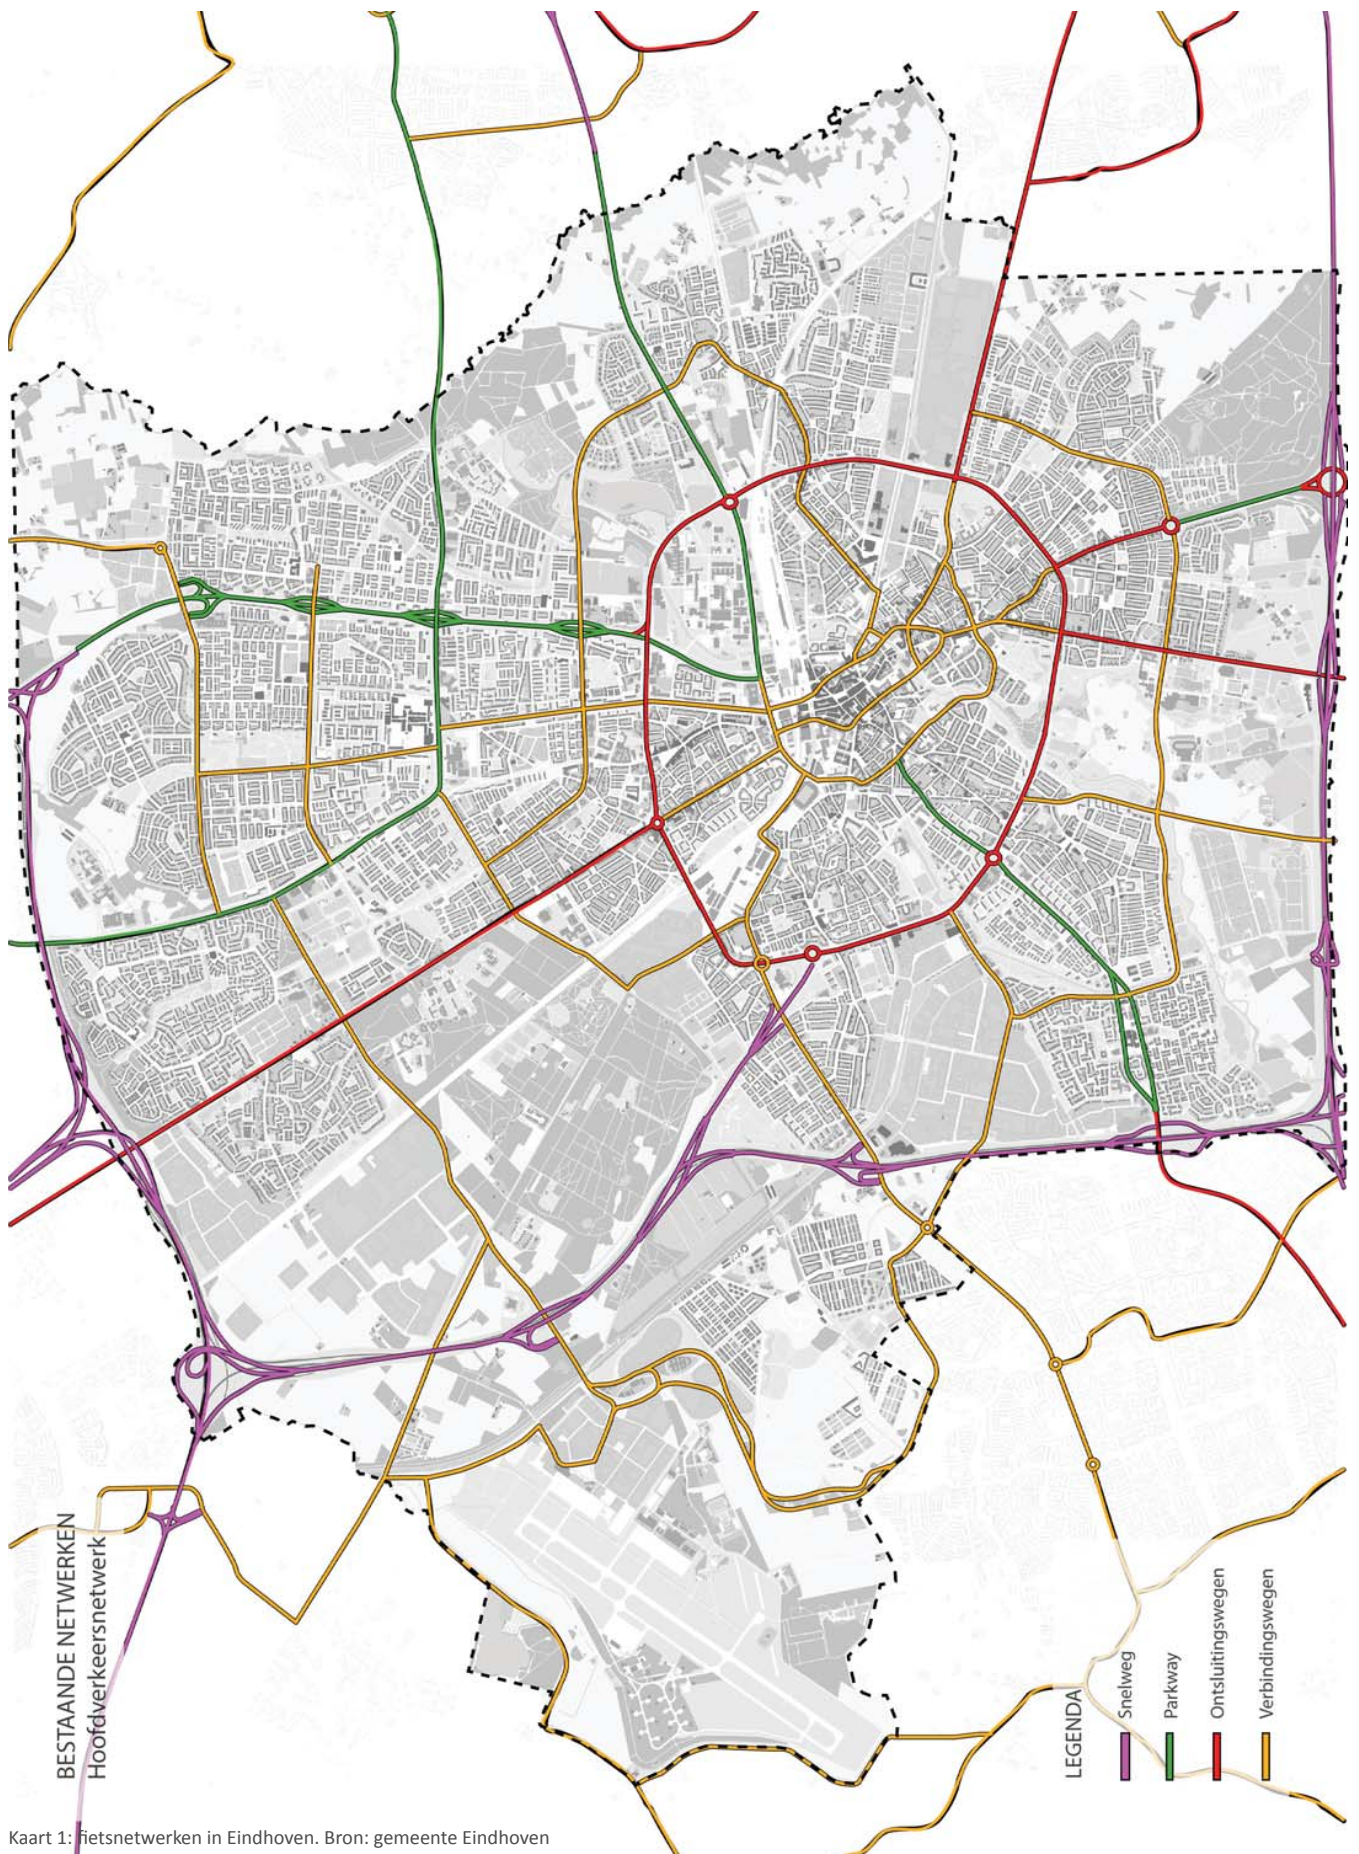 BESTAANDE NETWERKEN
Hoofdverkeersnetwerk
LEGENDA
Snelweg
Parkway
Ontsluitingswegen
Verbindingswegen
Kaart 1: fietsnetwerken in Eindhoven. Bron: gemeente Eindhoven